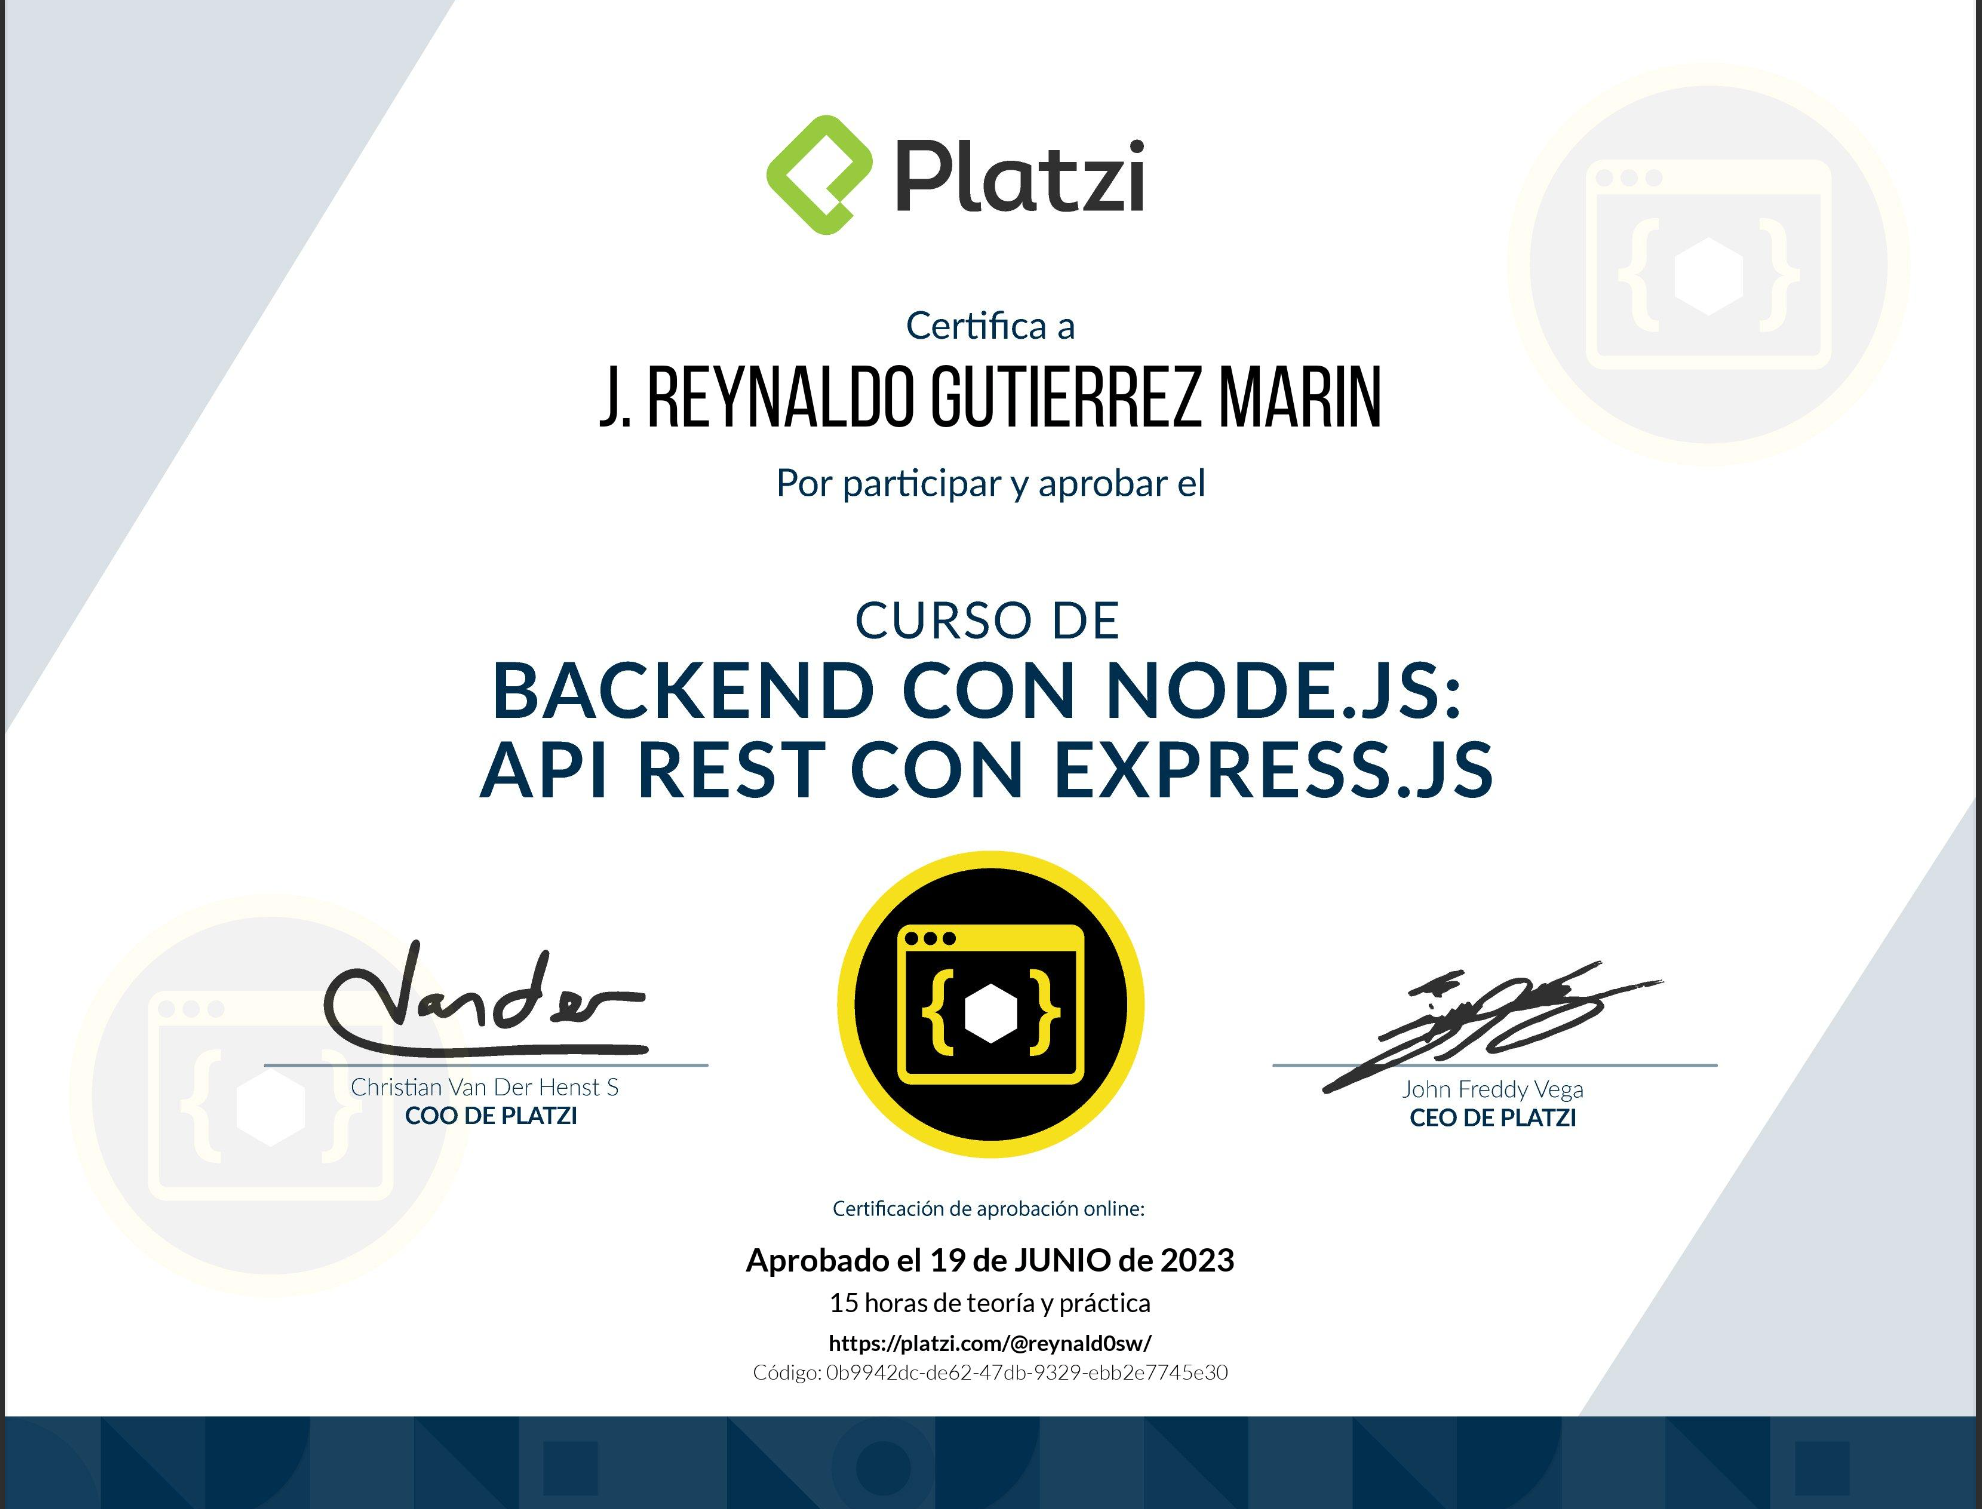 Platzi
Certifica a
J. REYNALDO GUTIERREZ MARIN
Por participar y aprobar el
CURSO DE
BACKEND CON NODE.JS:
API REST CON EXPRESS.JS
Vander
Christian Van Der Henst S
COO DE PLATZI
John Freddy Vega
CEO DE PLATZI
Certificación de aprobación online:
Aprobado el 19 de JUNIO de 2023
15 horas de teoría y práctica
https://platzi.com/@reynald0sw/
Código: 0b9942dc-de62-47db-9329-ebb2e7745e30